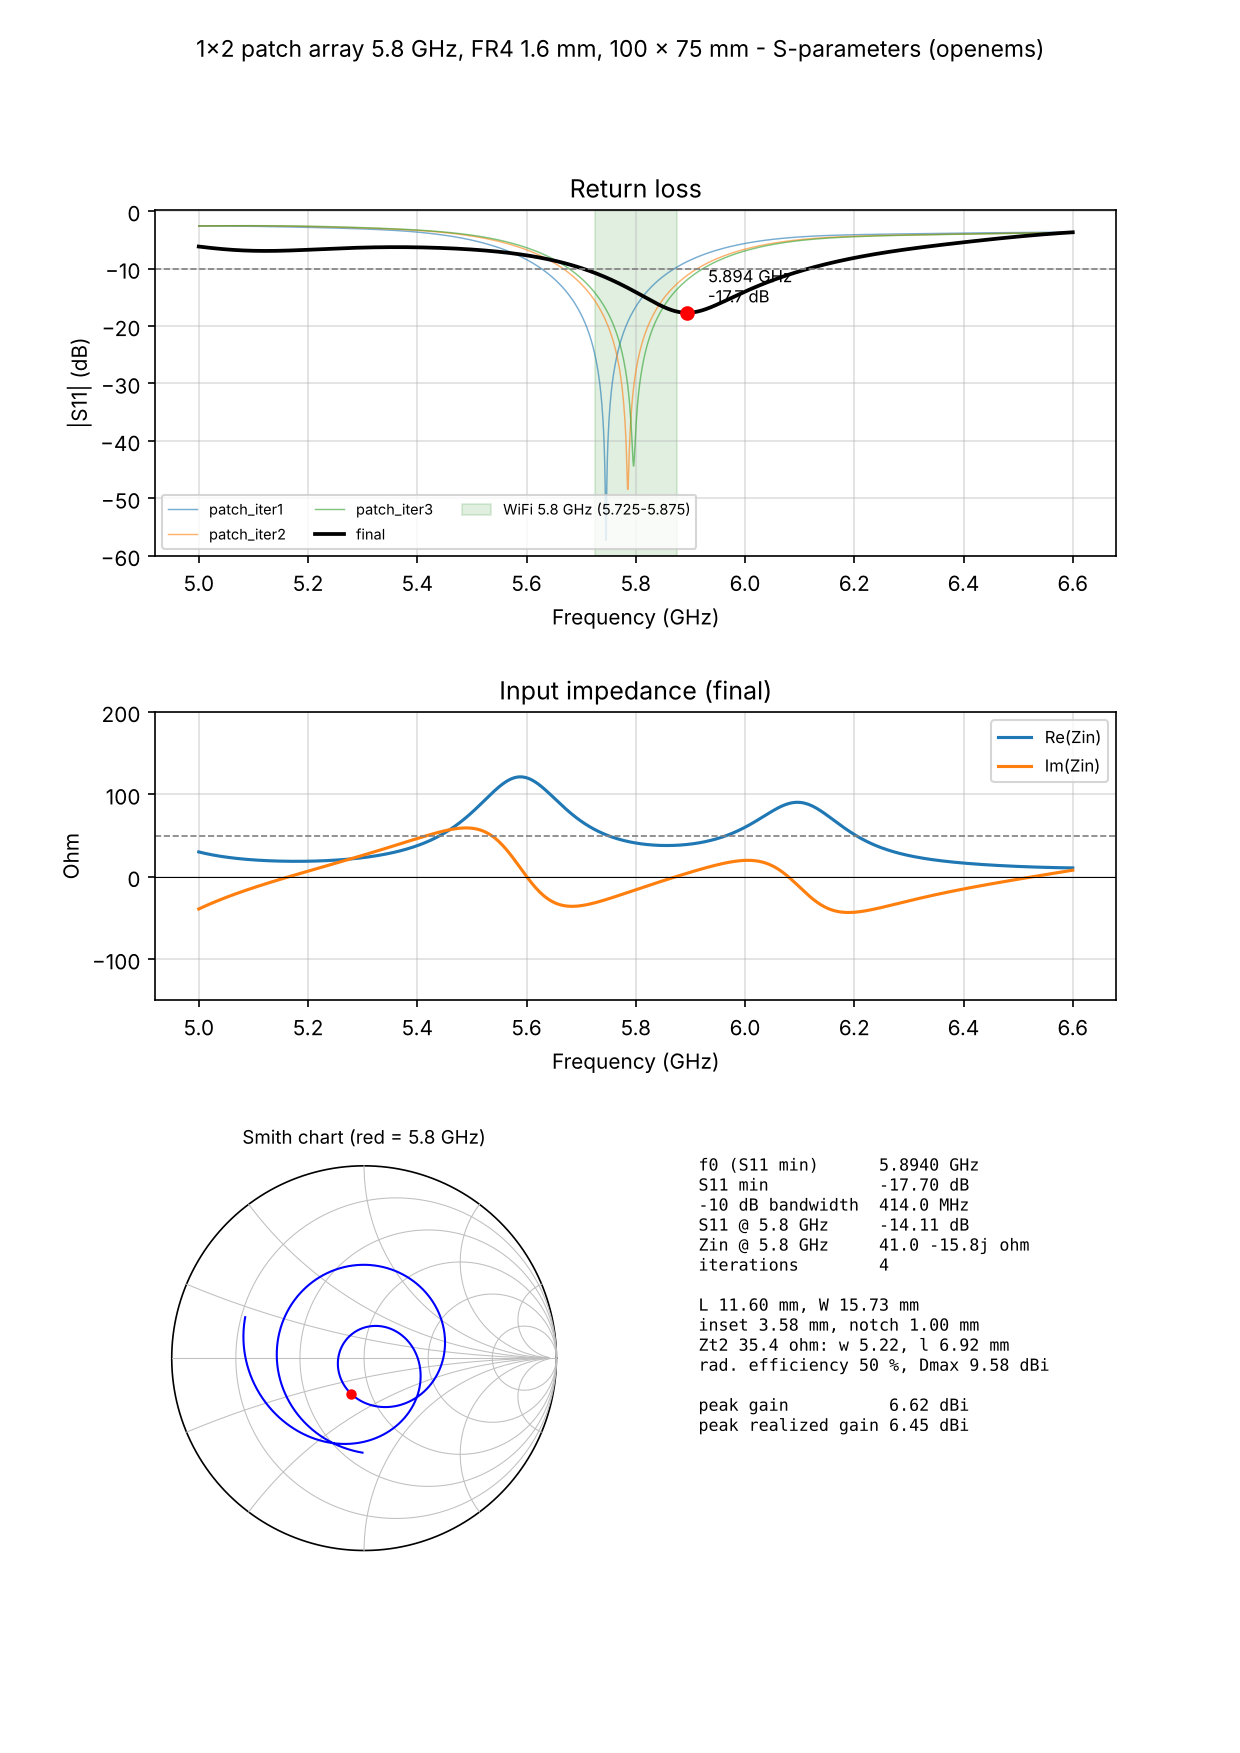 1×2 patch array 5.8 GHz, FR4 1.6 mm, 100 × 75 mm - S-parameters (openems)
Return loss
0
−10
−20
−30
−40
−50
−60
|S11| (dB)
5.894 GHz
-17.7 dB
patch_iter1
patch_iter2
patch_iter3
final
WiFi 5.8 GHz (5.725-5.875)
5.0 5.2 5.4 5.6 5.8 6.0 6.2 6.4 6.6
Frequency (GHz)
Input impedance (final)
200
100
0
−100
Ohm
Re(Zin)
Im(Zin)
5.0 5.2 5.4 5.6 5.8 6.0 6.2 6.4 6.6
Frequency (GHz)
Smith chart (red = 5.8 GHz)
f0 (S11 min) 5.8940 GHz
S11 min -17.70 dB
-10 dB bandwidth 414.0 MHz
S11 @ 5.8 GHz -14.11 dB
Zin @ 5.8 GHz 41.0 -15.8j ohm
iterations 4
L 11.60 mm, W 15.73 mm
inset 3.58 mm, notch 1.00 mm
Zt2 35.4 ohm: w 5.22, l 6.92 mm
rad. efficiency 50 %, Dmax 9.58 dBi
peak gain 6.62 dBi
peak realized gain 6.45 dBi